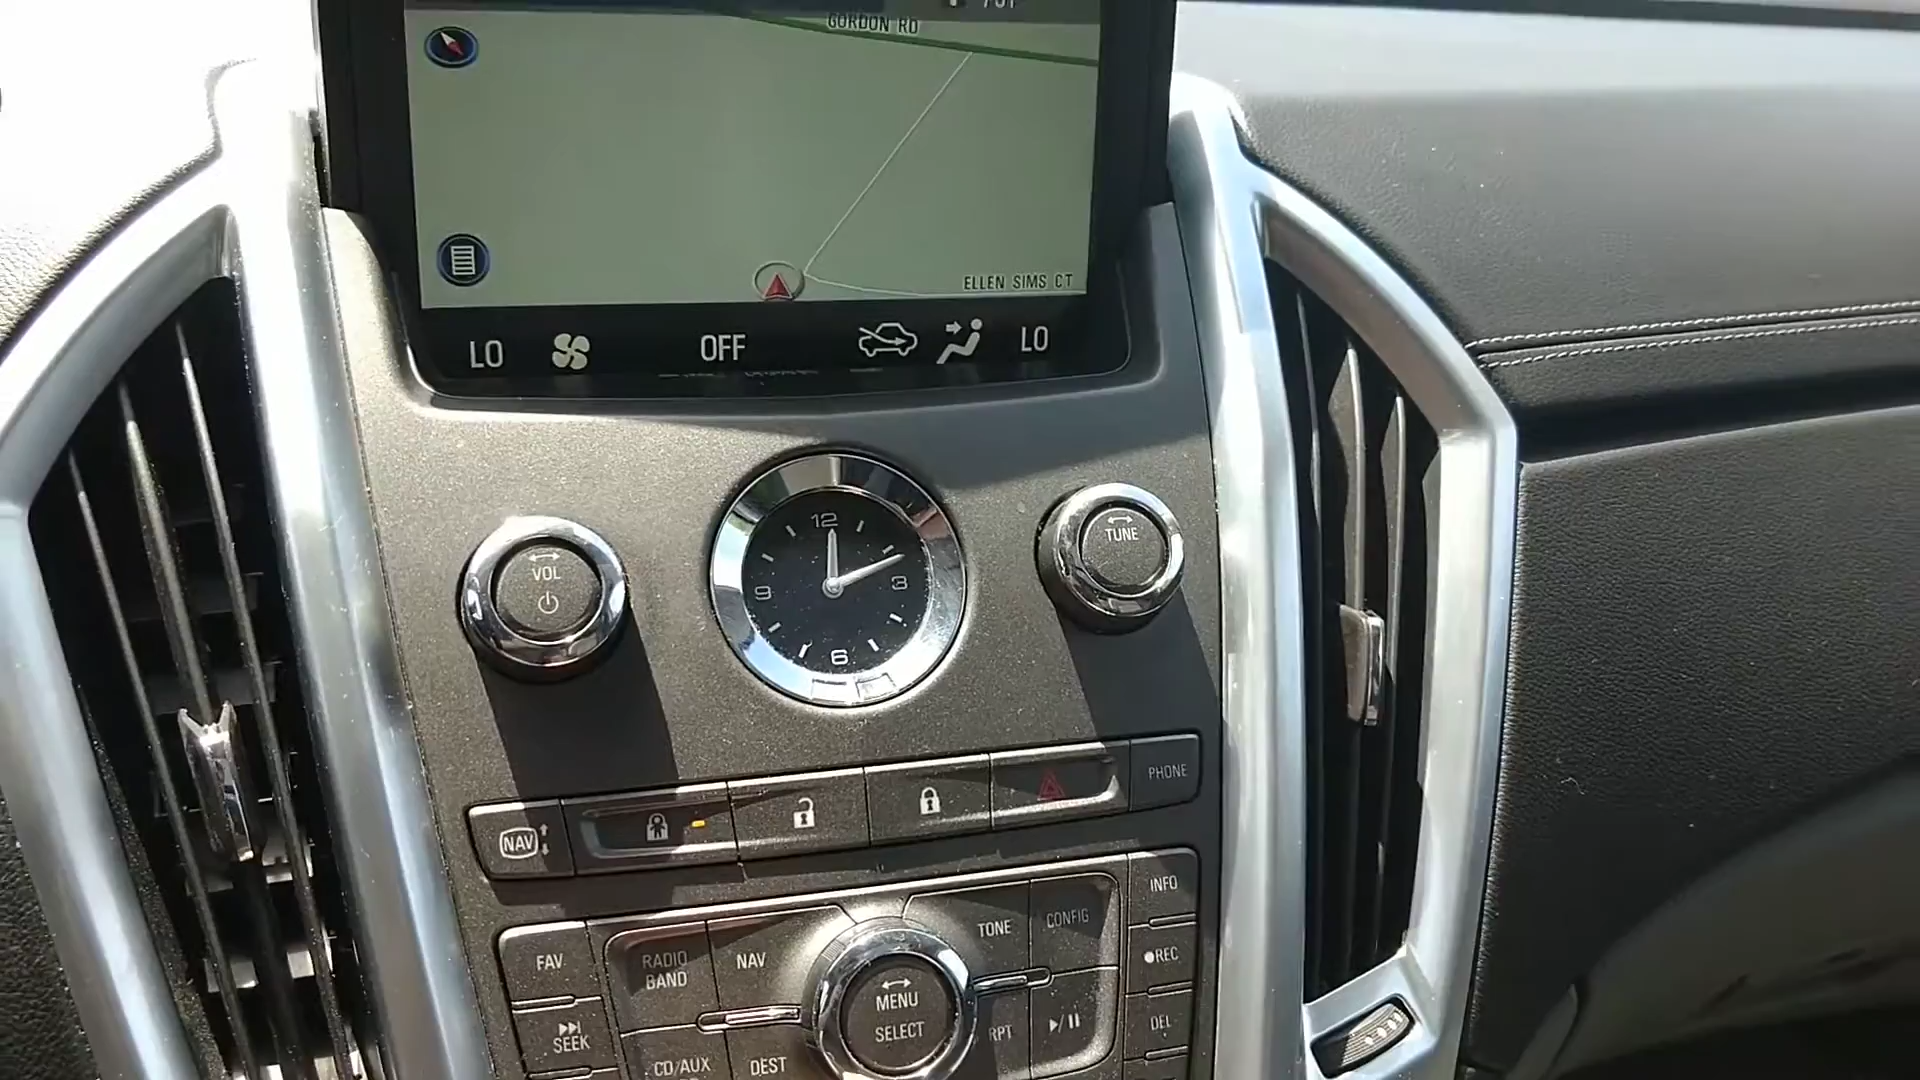 GORDON RD
ELLEN SIMS CT
LO
OFF
LO
VOL
12
3
6
9
TUNE
NAV
PHONE
FAV
RADIO
BAND
NAV
TONE
CONFIG
INFO
REC
MENU
SELECT
SEEK
CD/AUX
DEST
RPT
DEL